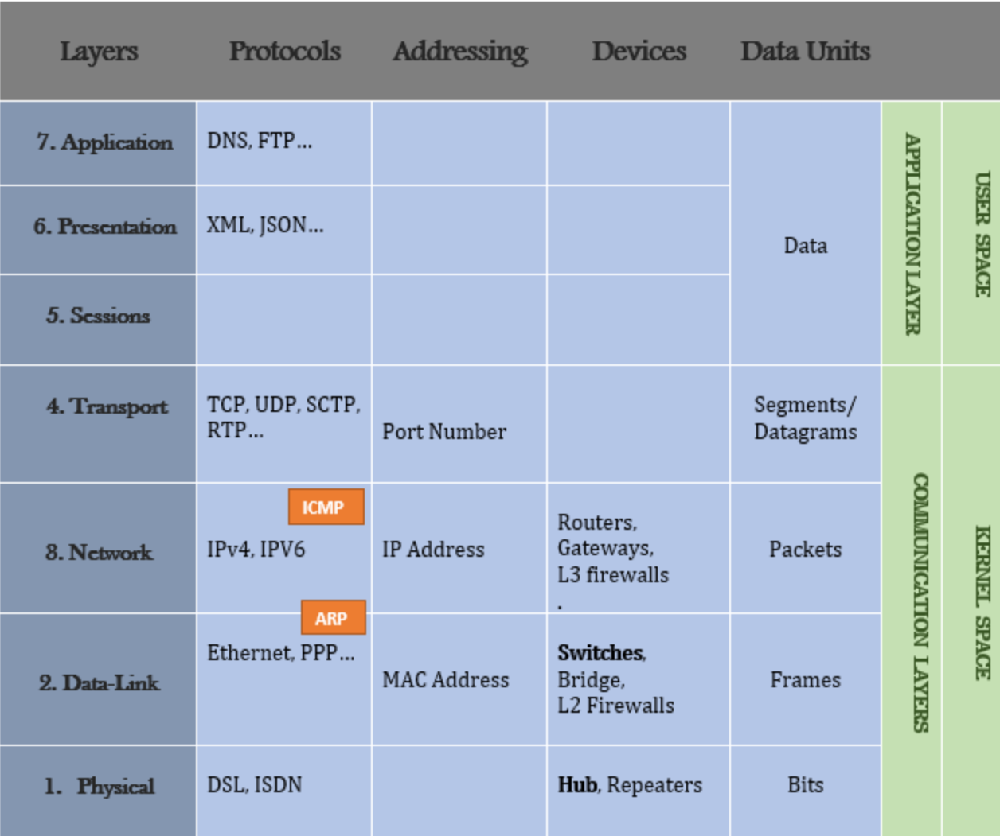 Layers Protocols Addressing Devices Data Units
7. Application DNS, FTP...
6. Presentation XML, JSON...
Data
5. Sessions
APPLICATION LAYER
USER SPACE
4. Transport TCP, UDP, SCTP,
RTP...
Port Number
Segments/
Datagrams
ICMP
3. Network IPv4, IPV6 IP Address
Routers,
Gateways,
L3 firewalls
.
Packets
ARP
2. Data-Link Ethernet, PPP...
MAC Address
Switches,
Bridge,
L2 Firewalls
Frames
1. Physical DSL, ISDN Hub, Repeaters Bits
COMMUNICATION LAYERS
KERNEL SPACE